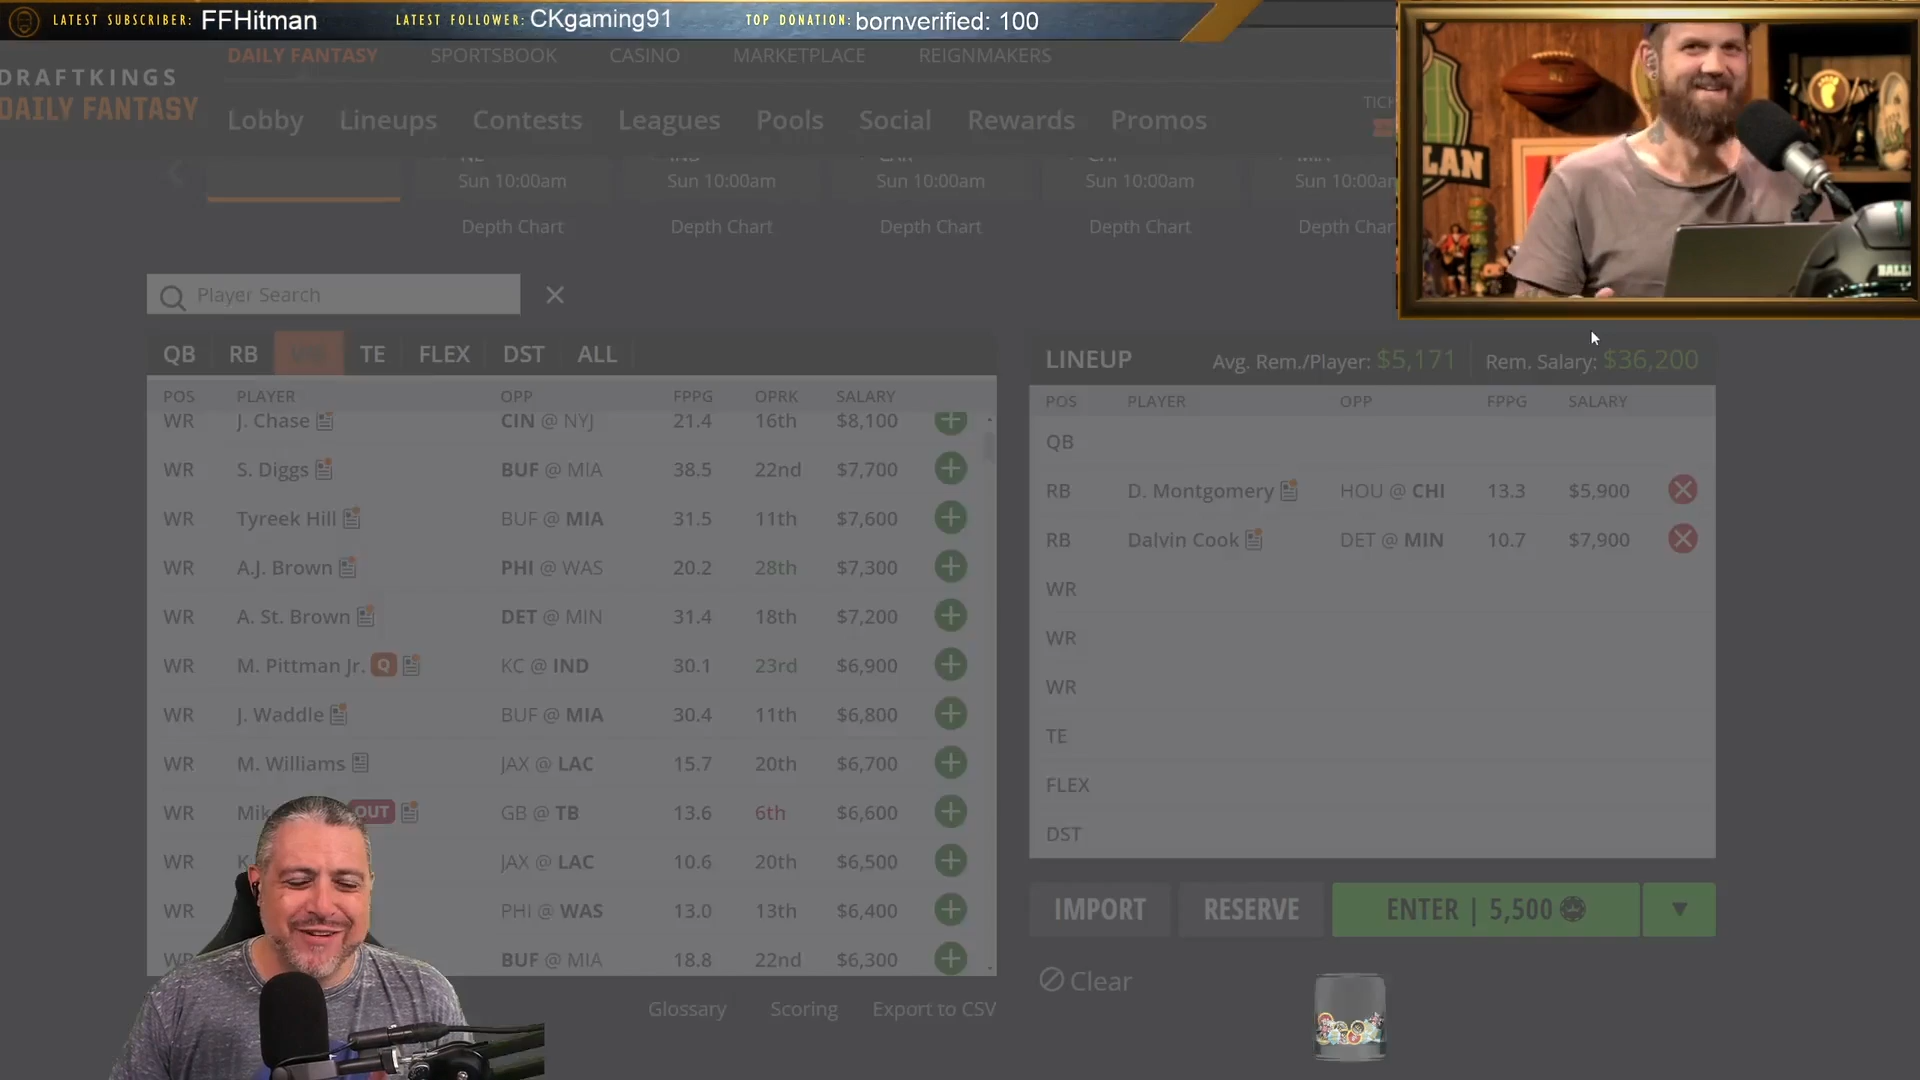 LATEST SUBSCRIBER: FFHitman LATEST FOLLOWER: CKgaming91 TOP DONATION: bornverified: 100
DAILY FANTASY SPORTSBOOK CASINO MARKETPLACE REIGNMAKERS
DRAFTKINGS
DAILY FANTASY
Lobby Lineups Contests Leagues Pools Social Rewards Promos
Sun 10:00am Sun 10:00am Sun 10:00am Sun 10:00am Sun 10:00am
Depth Chart Depth Chart Depth Chart Depth Chart Depth Char
Player Search
QB RB WR TE FLEX DST ALL
POS PLAYER OPP FPPG OPRK SALARY
WR J. Chase CIN @ NYJ 21.4 16th $8,100
WR S. Diggs BUF @ MIA 38.5 22nd $7,700
WR Tyreek Hill BUF @ MIA 31.5 11th $7,600
WR A.J. Brown PHI @ WAS 20.2 28th $7,300
WR A. St. Brown DET @ MIN 31.4 18th $7,200
WR M. Pittman Jr. Q KC @ IND 30.1 23rd $6,900
WR J. Waddle BUF @ MIA 30.4 11th $6,800
WR M. Williams JAX @ LAC 15.7 20th $6,700
WR Mik OUT GB @ TB 13.6 6th $6,600
WR K JAX @ LAC 10.6 20th $6,500
WR PHI @ WAS 13.0 13th $6,400
WR BUF @ MIA 18.8 22nd $6,300
Glossary Scoring Export to CSV
LINEUP Avg. Rem./Player: $5,171 Rem. Salary: $36,200
POS PLAYER OPP FPPG SALARY
QB
RB D. Montgomery HOU @ CHI 13.3 $5,900
RB Dalvin Cook DET @ MIN 10.7 $7,900
WR
WR
WR
TE
FLEX
DST
IMPORT RESERVE ENTER | 5,500
Clear
LAN
BALL